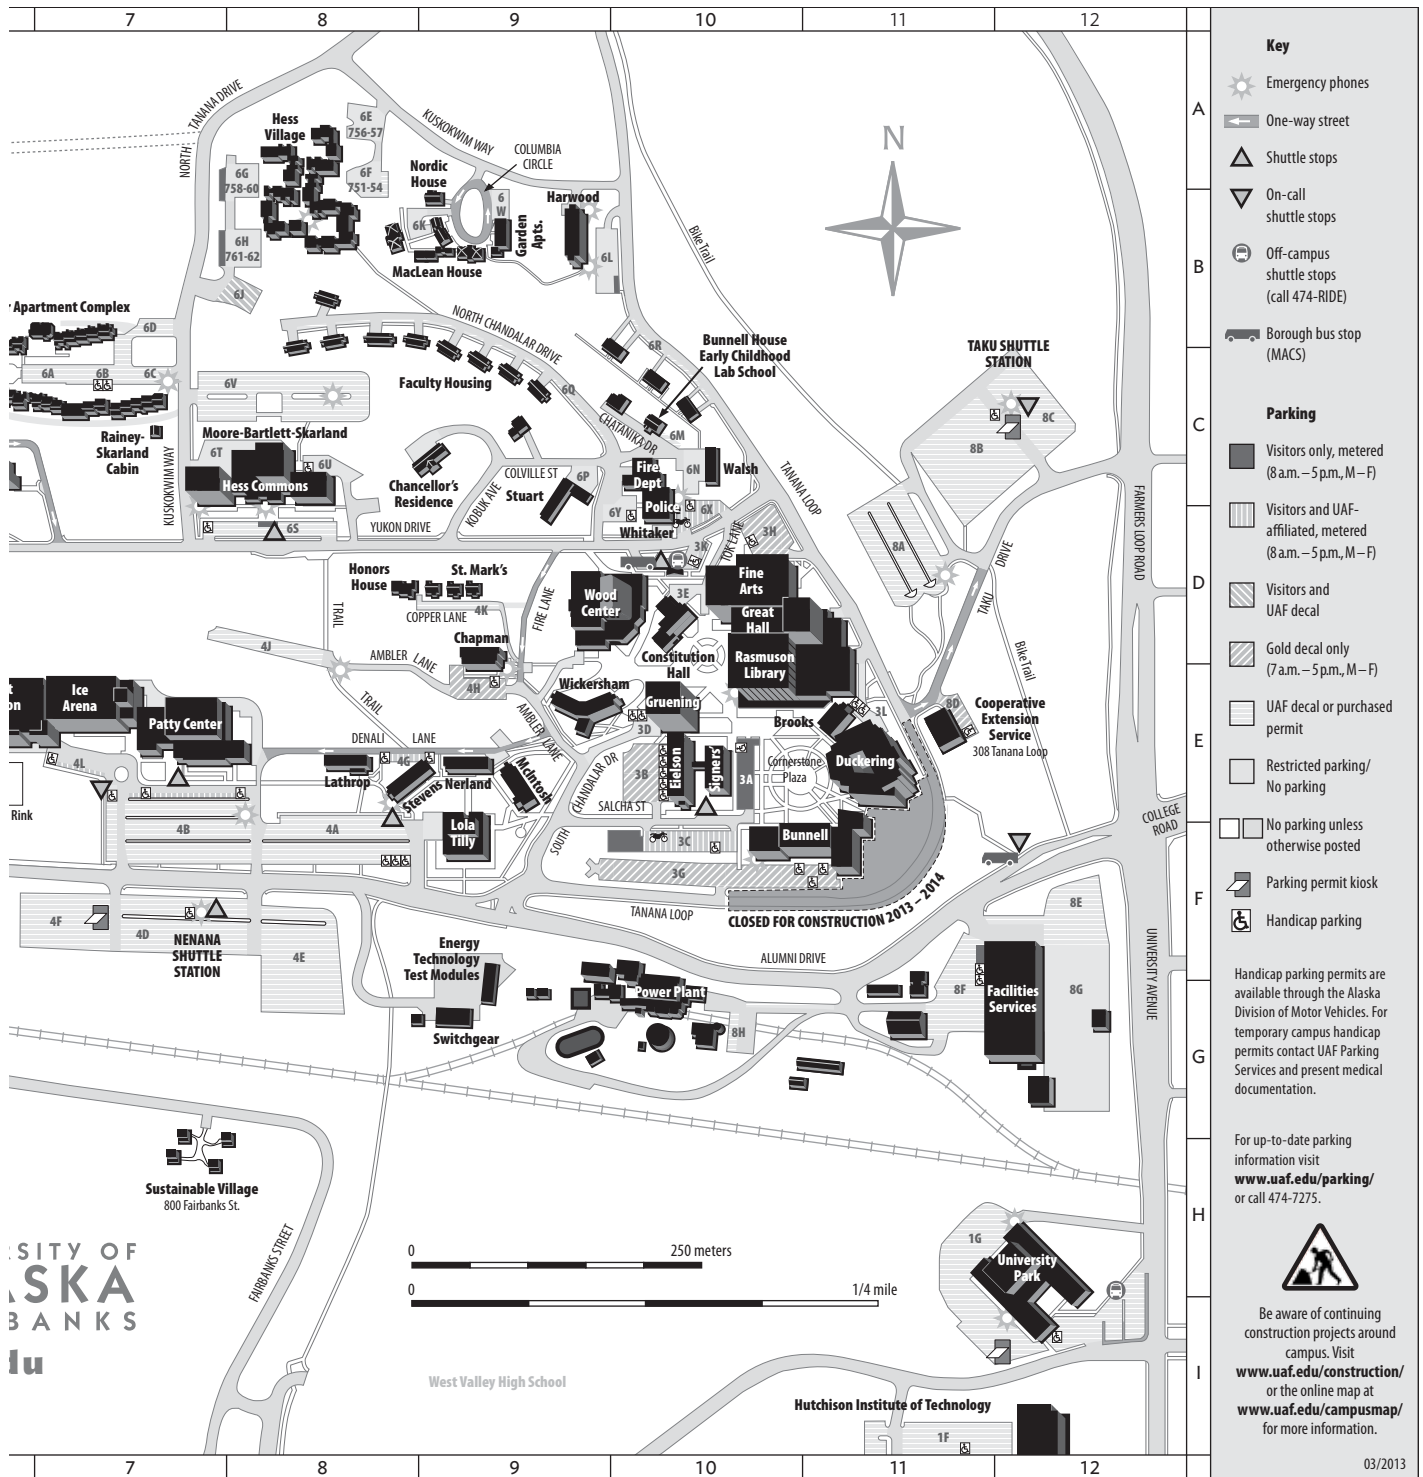 7 8 9 10 11 12
A
B
C
D
E
F
G
H
I
TANANA DRIVE
NORTH
Hess
Village
6E
756-57
6F
751-54
6G
758-60
6H
761-62
6J
KUSKOKWIM WAY
COLUMBIA
CIRCLE
Nordic
House
6K
6
W
Garden
Apts.
Harwood
6L
MacLean House
Bike Trail
N
r Apartment Complex
6D
6A 6B 6C
6V
NORTH CHANDALAR DRIVE
Faculty Housing
6Q
6R
Bunnell House
Early Childhood
Lab School
TAKU SHUTTLE
STATION
8C
8B
Rainey-
Skarland
Cabin
KUSKOKWIM WAY
Moore-Bartlett-Skarland
6T
6U
Hess Commons
6S
Chancellor's
Residence
COLVILLE ST
KOBUK AVE
Stuart
YUKON DRIVE
CHATANIKA DR
6M
6N
6P
Fire
Dept
Walsh
Police
6Y
6X
Whitaker
TANANA LOOP
3K
TOK LANE
3H
8A
TAKU
DRIVE
FARMERS LOOP ROAD
Honors
House
St. Mark's
4K
COPPER LANE
TRAIL
FIRE LANE
Wood
Center
3E
Fine
Arts
Great
Hall
Constitution
Hall
Rasmuson
Library
Bike Trail
4J
AMBLER LANE
Chapman
4H
TRAIL
Wickersham
Gruening
3D
AMBLER LANE
Brooks
3L
8D
Cooperative
Extension
Service
308 Tanana Loop
t
on
Ice
Arena
Patty Center
4L
Rink
DENALI LANE
Lathrop
4G
Stevens
Nerland
McIntosh
SOUTH CHANDALAR DR
3B
Eielson
Signers'
3A
Cornerstone
Plaza
Duckering
SALCHA ST
4B
4A
Lola
Tilly
3C
Bunnell
3G
COLLEGE
ROAD
4F
4D
NENANA
SHUTTLE
STATION
4E
TANANA LOOP
CLOSED FOR CONSTRUCTION 2013 – 2014
ALUMNI DRIVE
Energy
Technology
Test Modules
Switchgear
Power Plant
8H
8F
Facilities
Services
8E
8G
UNIVERSITY AVENUE
Sustainable Village
800 Fairbanks St.
FAIRBANKS STREET
RSITY OF
ASKA
BANKS
du
0 250 meters
0 1/4 mile
West Valley High School
1G
University
Park
Hutchison Institute of Technology
1F
7 8 9 10 11 12
Key
Emergency phones
One-way street
Shuttle stops
On-call
shuttle stops
Off-campus
shuttle stops
(call 474-RIDE)
Borough bus stop
(MACS)
Parking
Visitors only, metered
(8 a.m. – 5 p.m., M – F)
Visitors and UAF-
affiliated, metered
(8 a.m. – 5 p.m., M – F)
Visitors and
UAF decal
Gold decal only
(7 a.m. – 5 p.m., M – F)
UAF decal or purchased
permit
Restricted parking/
No parking
No parking unless
otherwise posted
Parking permit kiosk
Handicap parking
Handicap parking permits are
available through the Alaska
Division of Motor Vehicles. For
temporary campus handicap
permits contact UAF Parking
Services and present medical
documentation.
For up-to-date parking
information visit
www.uaf.edu/parking/
or call 474-7275.
Be aware of continuing
construction projects around
campus. Visit
www.uaf.edu/construction/
or the online map at
www.uaf.edu/campusmap/
for more information.
03/2013